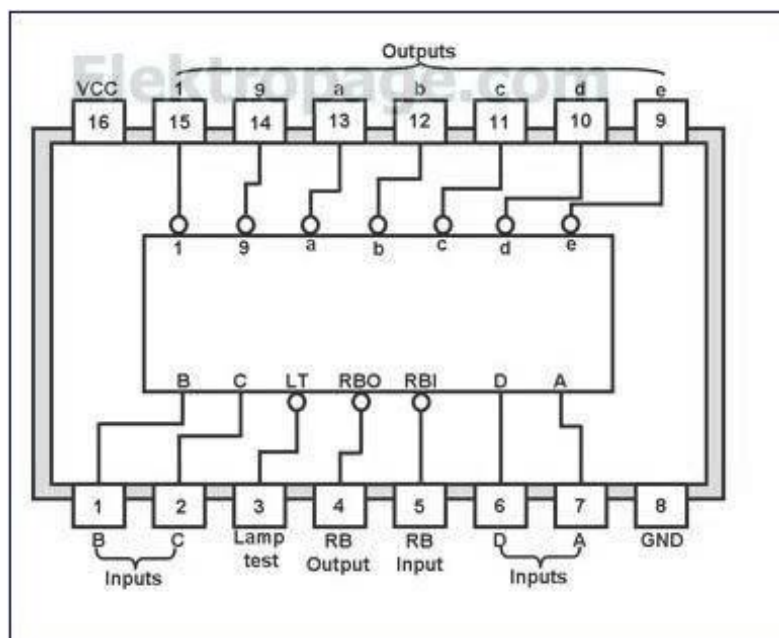 Outputs
Elektropage.com
VCC 1 9 a b c d e
16 15 14 13 12 11 10 9
1 9 a b c d e
B C LT RBO RBI D A
1 2 3 4 5 6 7 8
B C Lamp test RB Output RB Input D A GND
Inputs Inputs